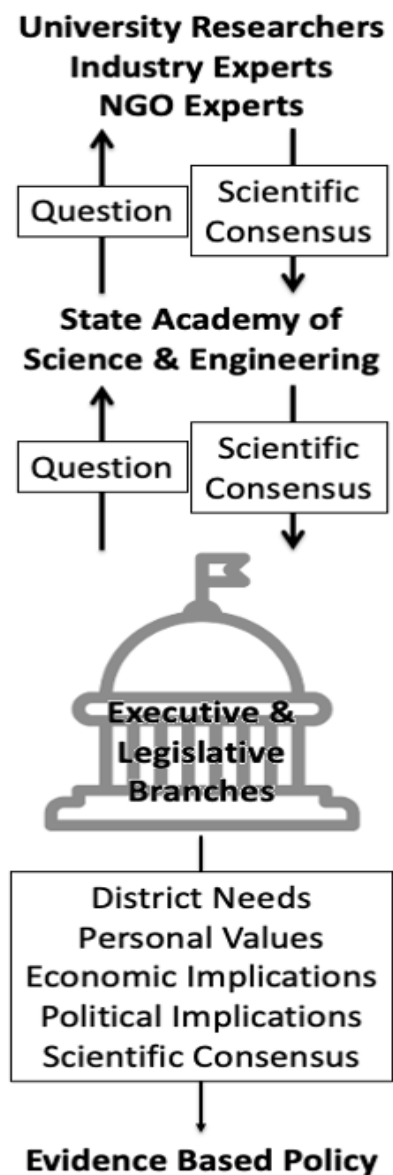 University Researchers
Industry Experts
NGO Experts
Question
Scientific
Consensus
State Academy of
Science & Engineering
Question
Scientific
Consensus
Executive &
Legislative
Branches
District Needs
Personal Values
Economic Implications
Political Implications
Scientific Consensus
Evidence Based Policy